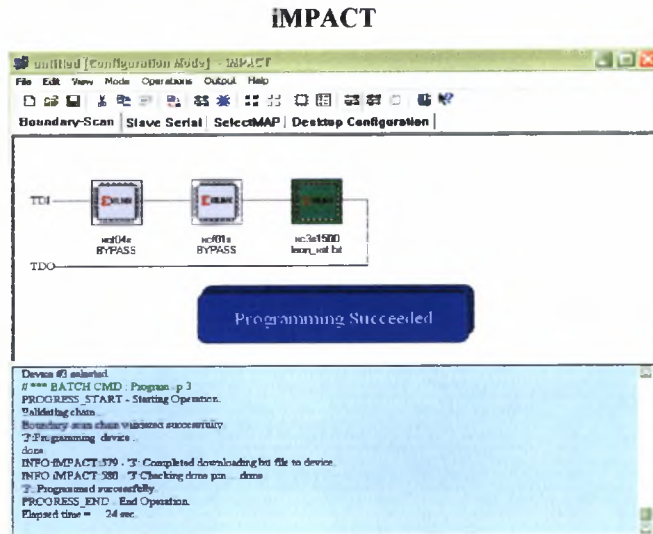 iMPACT
untitled [Configuration Mode] - iMPACT
File Edit View Mode Operations Output Help
Boundary-Scan Slave Serial SelectMAP Desktop Configuration
TDI
XILINX XILINX XILINX
xcf04s xcf01s xc3s1500
BYPASS BYPASS
TDO
Programming Succeeded
Device #3 selected
// *** BATCH CMD : Program -p 3
PROGRESS_START - Starting Operation.
Validating chain...
Boundary-scan chain validated successfully.
'3':Programming device...
done.
INFO:iMPACT:579 - '3': Completed downloading bit file to device.
INFO:iMPACT:580 - '3':Checking done pin ....done.
'3': Programmed successfully.
PROGRESS_END - End Operation.
Elapsed time = 24 sec.